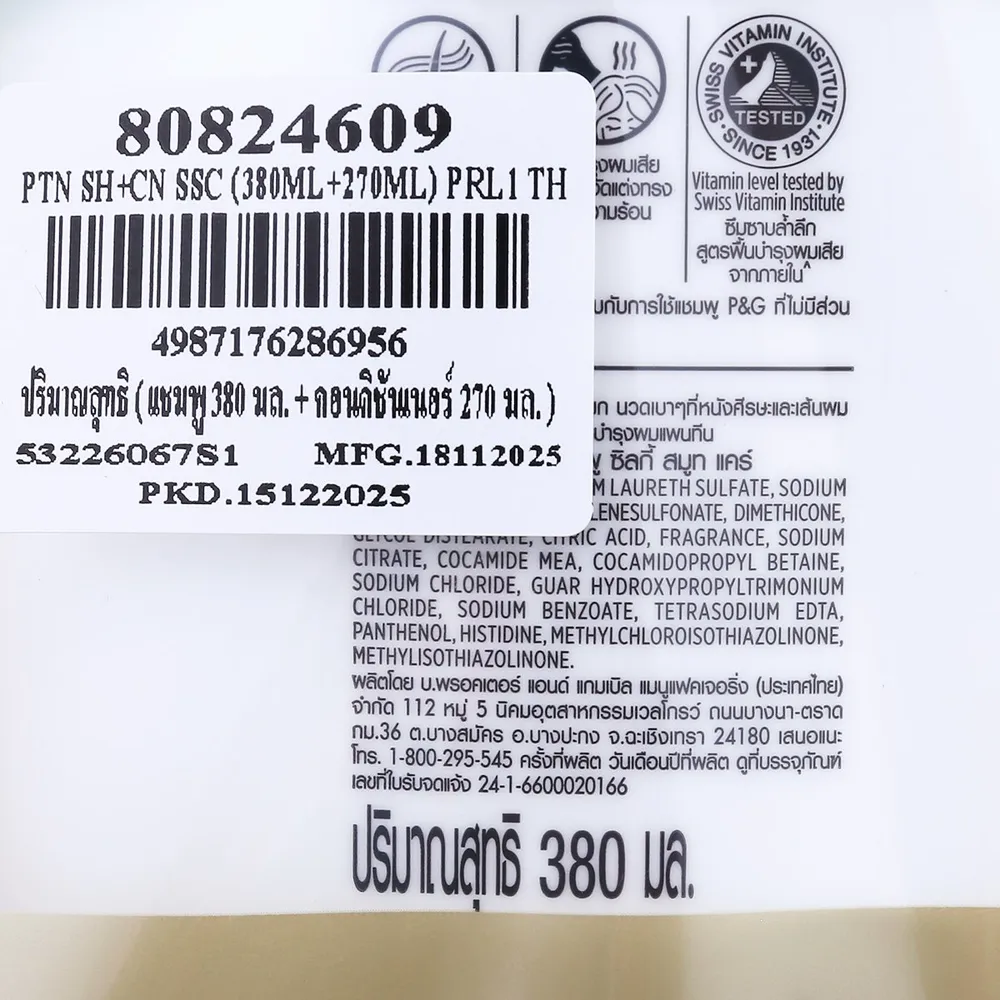 80824609
PTN SH+CN SSC (380ML+270ML) PRL1 TH
4987176286956
ปริมาณสุทธิ ( แชมพู 380 มล. + คอนดิชันเนอร์ 270 มล. )
53226067S1 MFG.18112025
PKD.15122025
SWISS VITAMIN INSTITUTE
TESTED
SINCE 1931
Vitamin level tested by
Swiss Vitamin Institute
ซึมซาบล้ำลึก
สูตรฟื้นบำรุงผมเสีย
จากภายใน^
ผมเสีย
กับการใช้แชมพู P&G ที่ไม่มีส่วน
นวดเบาๆที่หนังศีรษะและเส้นผม
บำรุงผมแพนทีน
ซิลกี้ สมูท แคร์
LAURETH SULFATE, SODIUM
DIMETHICONE,
GLYCOL DISTEARATE, CITRIC ACID, FRAGRANCE, SODIUM
CITRATE, COCAMIDE MEA, COCAMIDOPROPYL BETAINE,
SODIUM CHLORIDE, GUAR HYDROXYPROPYLTRIMONIUM
CHLORIDE, SODIUM BENZOATE, TETRASODIUM EDTA,
PANTHENOL, HISTIDINE, METHYLCHLOROISOTHIAZOLINONE,
METHYLISOTHIAZOLINONE.
ผลิตโดย บ.พรอคเตอร์ แอนด์ แกมเบิล แมนูแฟคเจอริ่ง (ประเทศไทย)
จำกัด 112 หมู่ 5 นิคมอุตสาหกรรมเวลโกรว์ ถนนบางนา-ตราด
กม.36 ต.บางสมัคร อ.บางปะกง จ.ฉะเชิงเทรา 24180 เสนอแนะ
โทร. 1-800-295-545 ครั้งที่ผลิต วันเดือนปีที่ผลิต ดูที่บรรจุภัณฑ์
เลขที่ใบรับจดแจ้ง 24-1-6600020166
ปริมาณสุทธิ 380 มล.